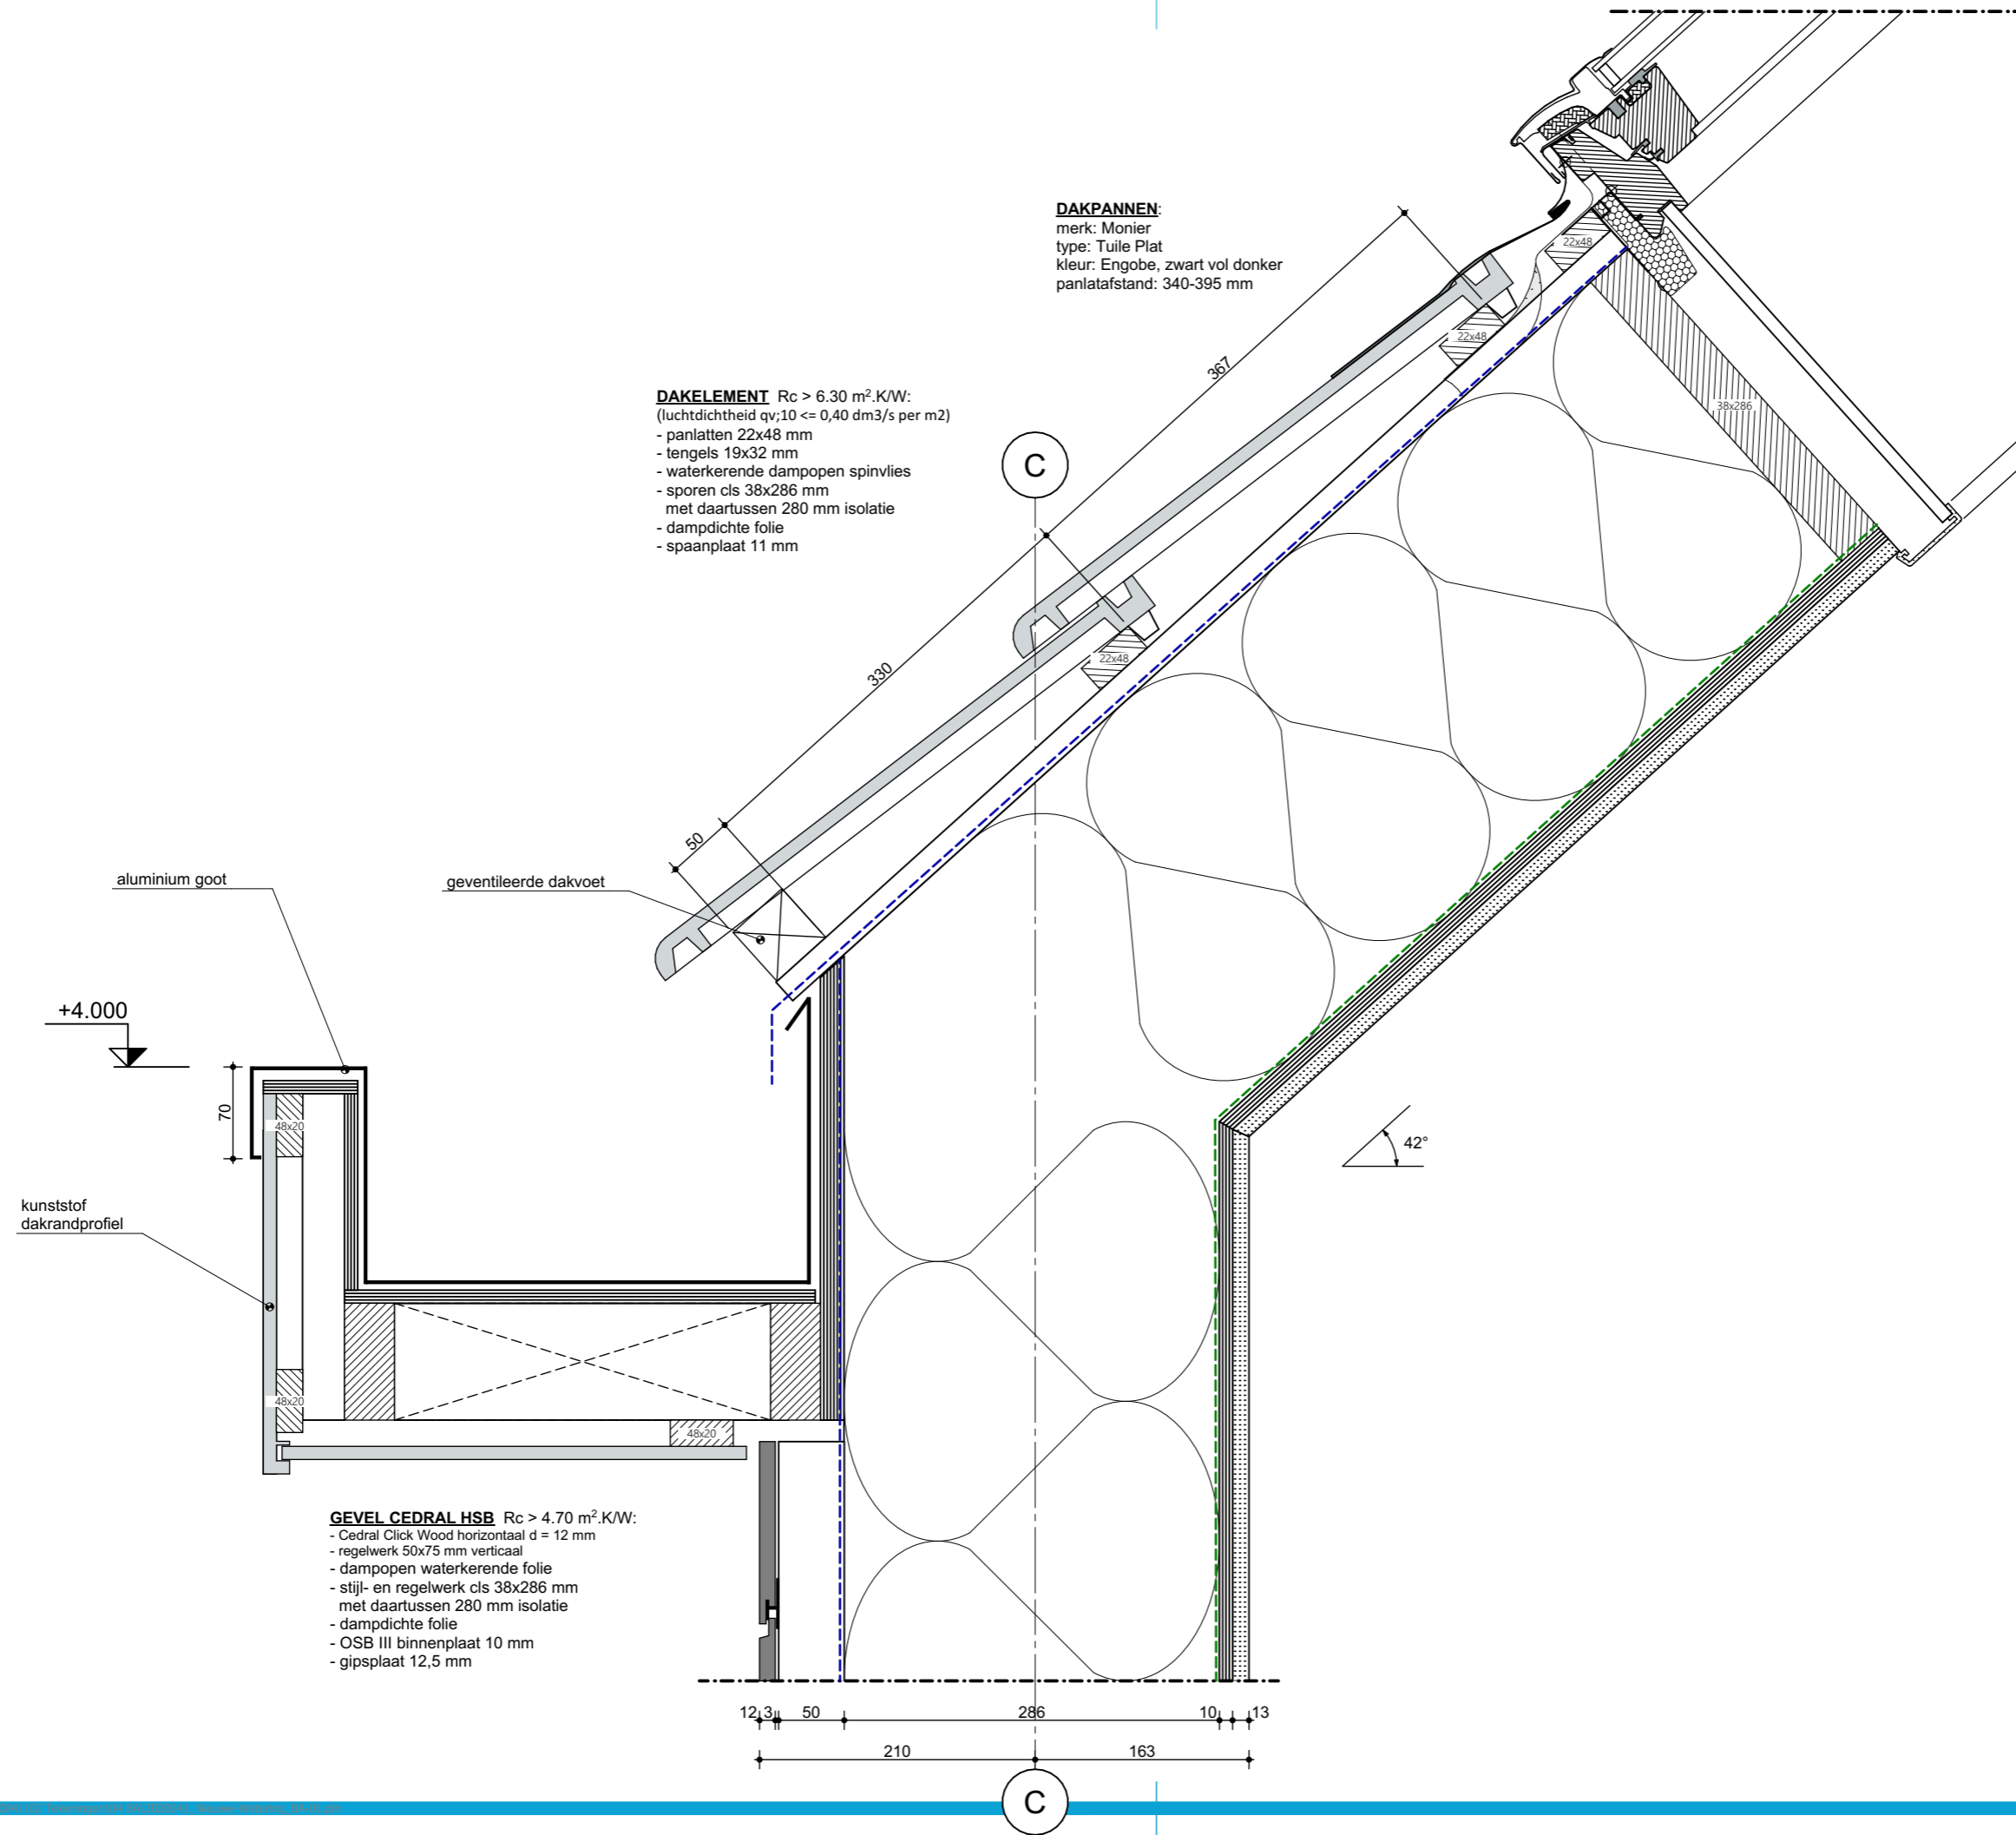 DAKPANNEN:
merk: Monier
type: Tuile Plat
kleur: Engobe, zwart vol donker
panlatafstand: 340-395 mm
22x48
22x48
367
38x286
DAKELEMENT Rc > 6.30 m².K/W:
(luchtdichtheid qv;10 <= 0,40 dm3/s per m2)
- panlatten 22x48 mm
- tengels 19x32 mm
- waterkerende dampopen spinvlies
- sporen cls 38x286 mm
met daartussen 280 mm isolatie
- dampdichte folie
- spaanplaat 11 mm
C
22x48
330
50
aluminium goot
geventileerde dakvoet
+4.000
70
48x20
42°
kunststof
dakrandprofiel
48x20
48x20
GEVEL CEDRAL HSB Rc > 4.70 m².K/W:
- Cedral Click Wood horizontaal d = 12 mm
- regelwerk 50x75 mm verticaal
- dampopen waterkerende folie
- stijl- en regelwerk cls 38x286 mm
met daartussen 280 mm isolatie
- dampdichte folie
- OSB III binnenplaat 10 mm
- gipsplaat 12,5 mm
12 3 50 286 10 13
210 163
C